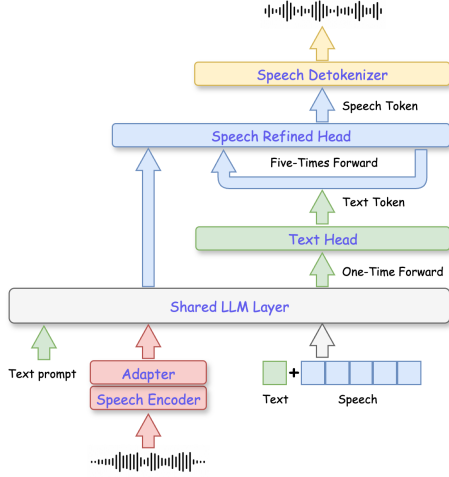 Speech Detokenizer
Speech Token
Speech Refined Head
Five-Times Forward
Text Token
Text Head
One-Time Forward
Shared LLM Layer
Text prompt
Adapter
Speech Encoder
+
Text
Speech